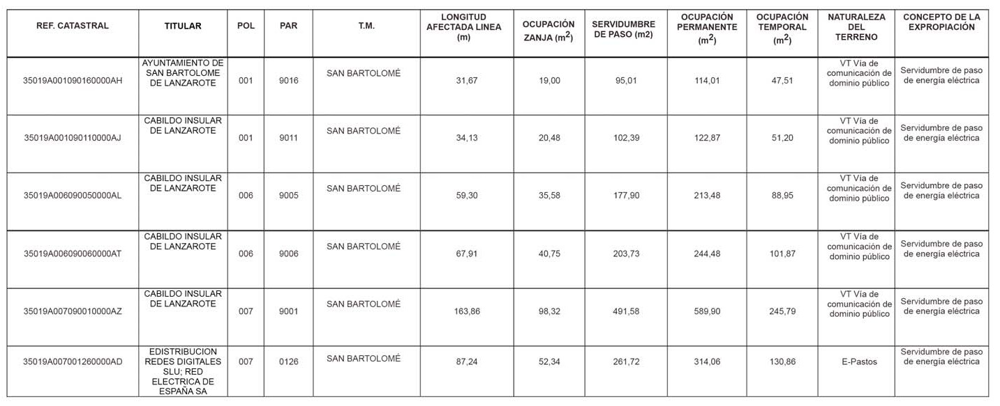 REF. CATASTRAL
TITULAR
POL
PAR
T.M.
LONGITUD
AFECTADA LINEA
(m)
OCUPACIÓN
ZANJA (m2)
SERVIDUMBRE
DE PASO (m2)
OCUPACIÓN
PERMANENTE
(m2)
OCUPACIÓN
TEMPORAL
(m2)
NATURALEZA
DEL
TERRENO
CONCEPTO DE LA
EXPROPIACIÓN
35019A001090160000AH
AYUNTAMIENTO DE
SAN BARTOLOME
DE LANZAROTE
001
9016
SAN BARTOLOMÉ
31,67
19,00
95,01
114,01
47,51
VT Vía de
comunicación de
dominio público
Servidumbre de paso
de energía eléctrica
35019A001090110000AJ
CABILDO INSULAR
DE LANZAROTE
001
9011
SAN BARTOLOMÉ
34,13
20,48
102,39
122,87
51,20
VT Vía de
comunicación de
dominio público
Servidumbre de paso
de energía eléctrica
35019A006090050000AL
CABILDO INSULAR
DE LANZAROTE
006
9005
SAN BARTOLOMÉ
59,30
35,58
177,90
213,48
88,95
VT Vía de
comunicación de
dominio público
Servidumbre de paso
de energía eléctrica
35019A006090060000AT
CABILDO INSULAR
DE LANZAROTE
006
9006
SAN BARTOLOMÉ
67,91
40,75
203,73
244,48
101,87
VT Vía de
comunicación de
dominio público
Servidumbre de paso
de energía eléctrica
35019A007090010000AZ
CABILDO INSULAR
DE LANZAROTE
007
9001
SAN BARTOLOMÉ
163,86
98,32
491,58
589,90
245,79
VT Vía de
comunicación de
dominio público
Servidumbre de paso
de energía eléctrica
35019A007001260000AD
EDISTRIBUCION
REDES DIGITALES
SLU; RED
ELECTRICA DE
ESPAÑA SA
007
0126
SAN BARTOLOMÉ
87,24
52,34
261,72
314,06
130,86
E-Pastos
Servidumbre de paso
de energía eléctrica